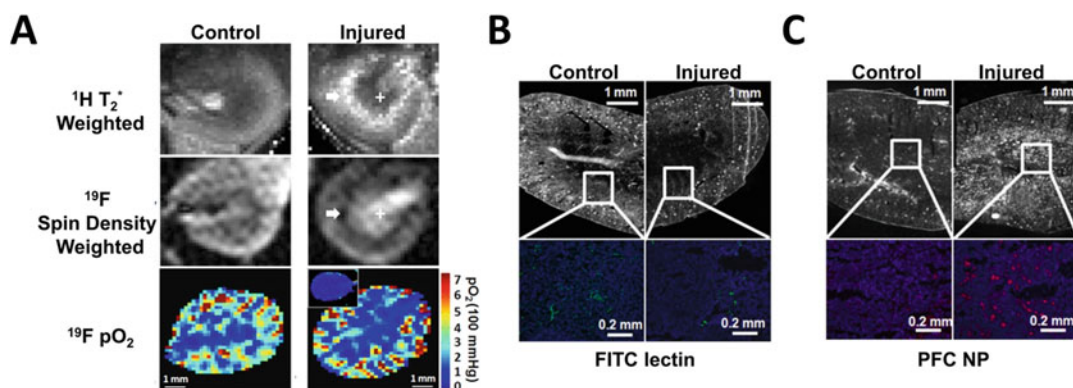 A
Control
Injured
¹H T₂*
Weighted
¹⁹F
Spin Density
Weighted
¹⁹F pO₂
1 mm
1 mm
7
6
5
4
3
2
1
0
pO₂(100 mmHg)
B
Control
Injured
1 mm
1 mm
0.2 mm
0.2 mm
FITC lectin
C
Control
Injured
1 mm
1 mm
0.2 mm
0.2 mm
PFC NP